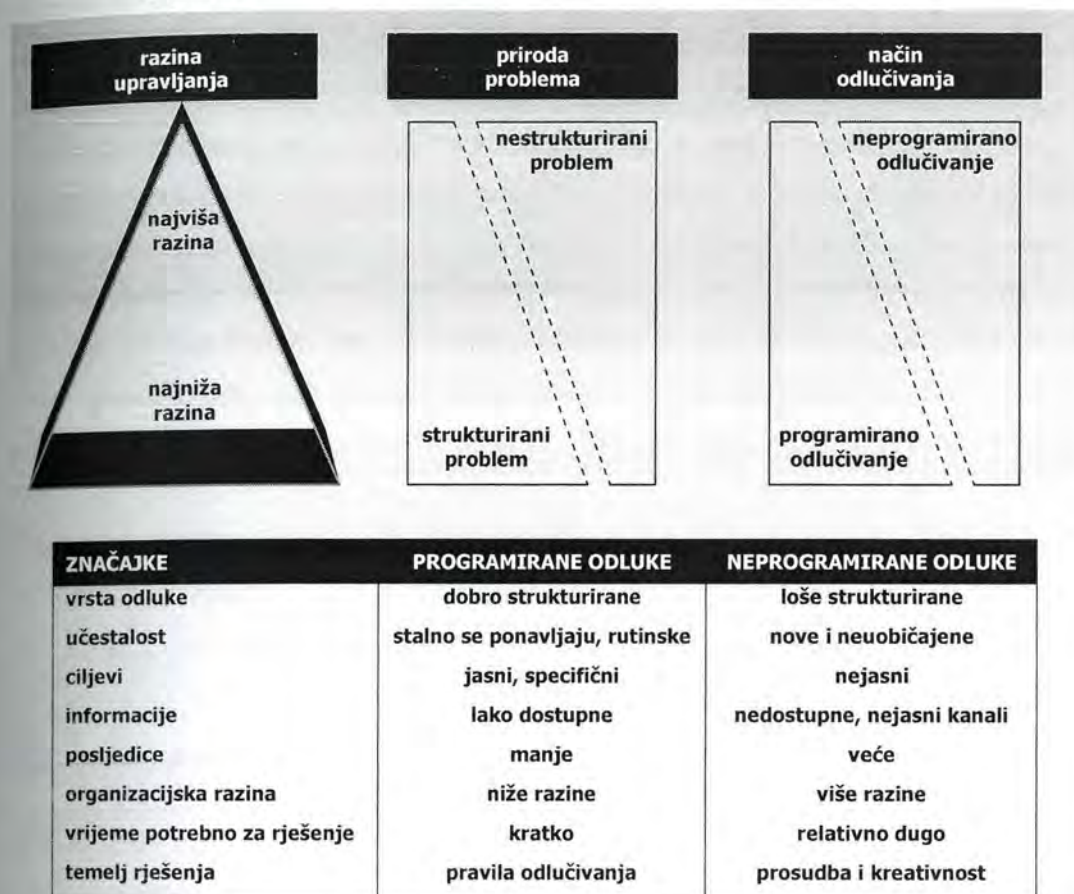 razina
upravljanja
priroda
problema
način
odlučivanja
najviša
razina
najniža
razina
nestrukturirani
problem
strukturirani
problem
neprogramirano
odlučivanje
programirano
odlučivanje
ZNAČAJKE PROGRAMIRANE ODLUKE NEPROGRAMIRANE ODLUKE
vrsta odluke dobro strukturirane loše strukturirane
učestalost stalno se ponavljaju, rutinske nove i neuobičajene
ciljevi jasni, specifični nejasni
informacije lako dostupne nedostupne, nejasni kanali
posljedice manje veće
organizacijska razina niže razine više razine
vrijeme potrebno za rješenje kratko relativno dugo
temelj rješenja pravila odlučivanja prosudba i kreativnost